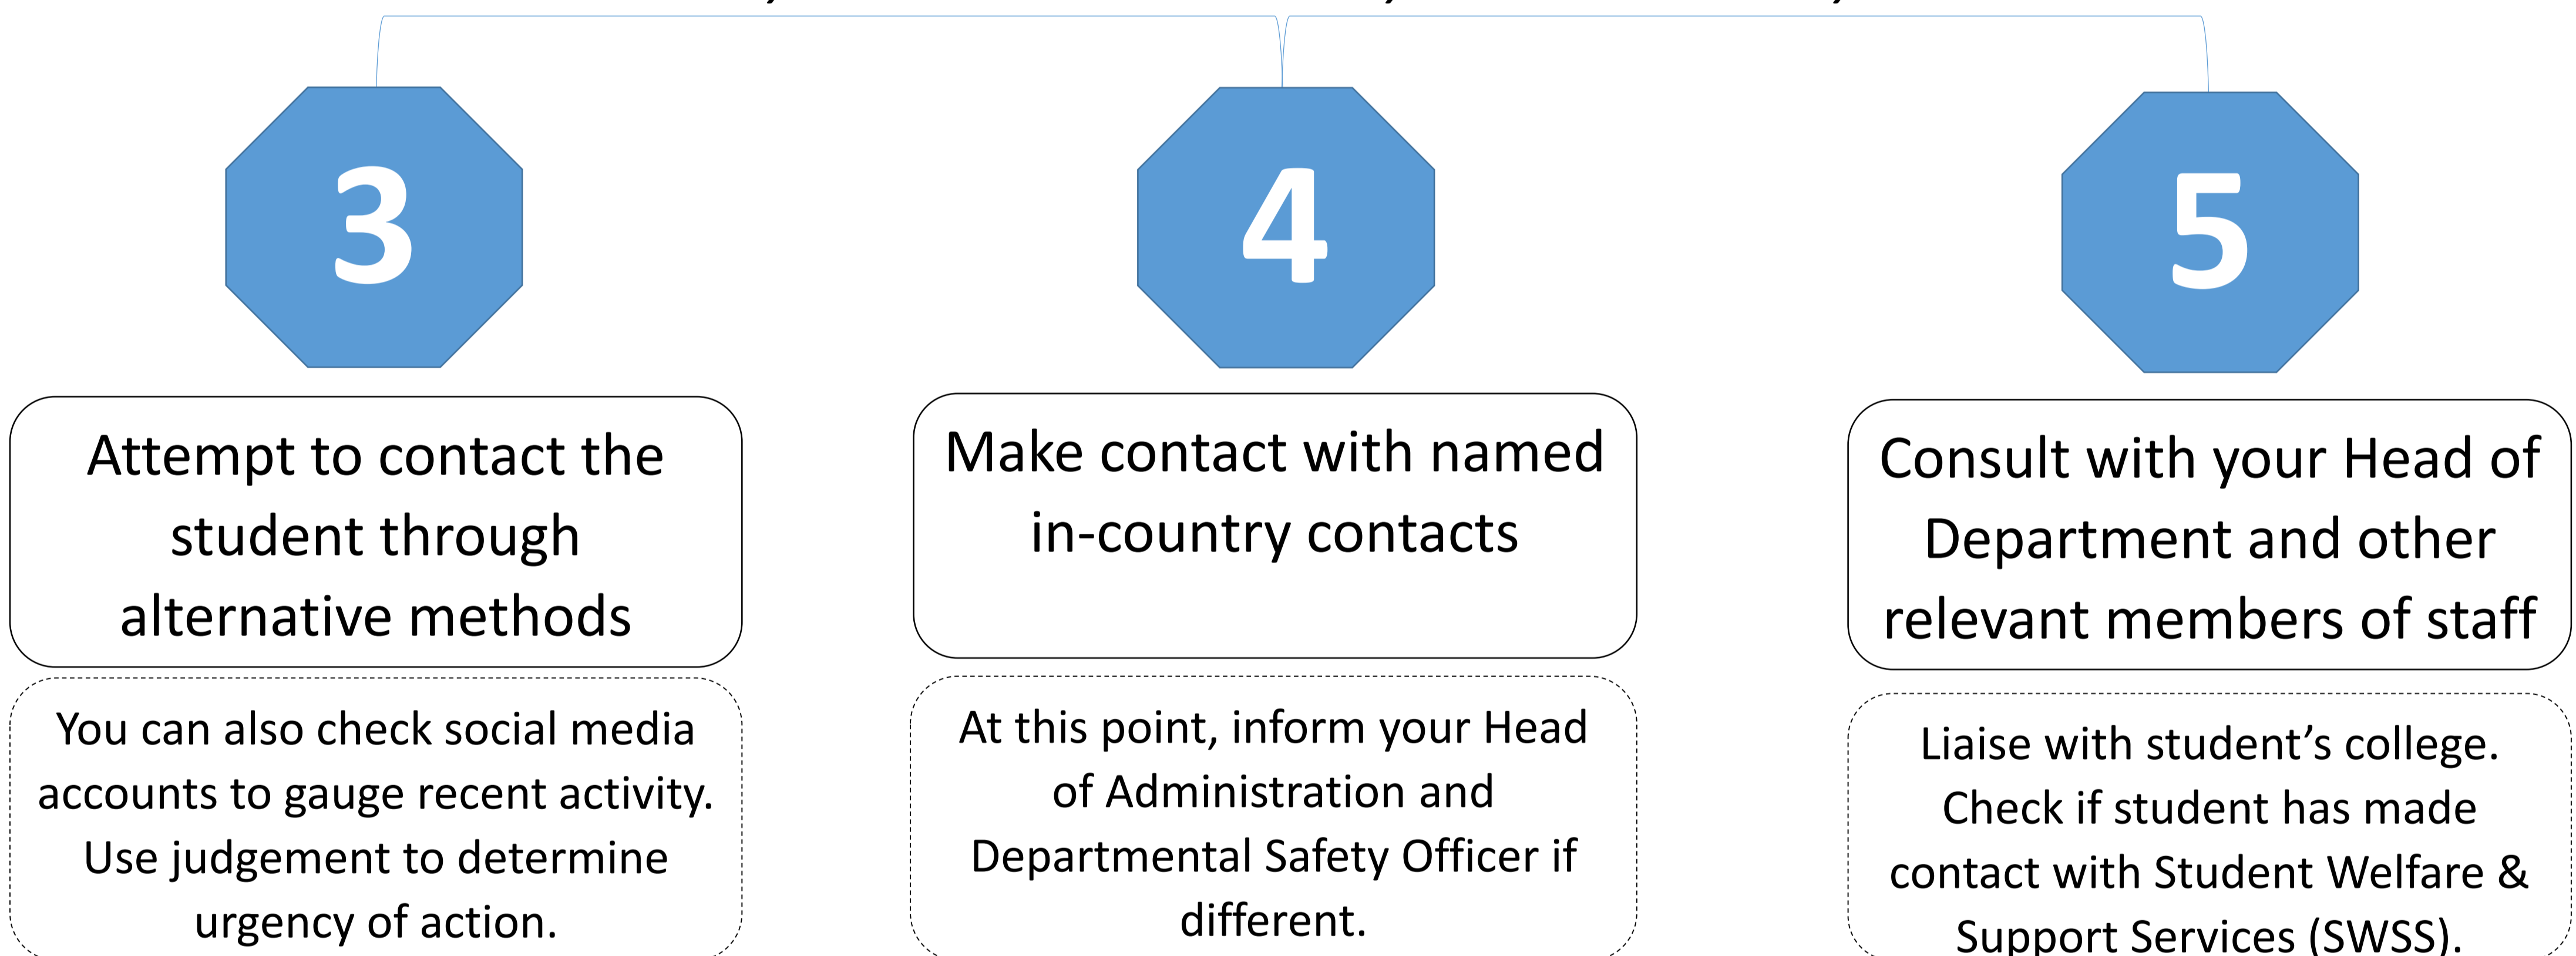 3
Attempt to contact the
student through
alternative methods
You can also check social media
accounts to gauge recent activity.
Use judgement to determine
urgency of action.
4
Make contact with named
in-country contacts
At this point, inform your Head
of Administration and
Departmental Safety Officer if
different.
5
Consult with your Head of
Department and other
relevant members of staff
Liaise with student’s college.
Check if student has made
contact with Student Welfare &
Support Services (SWSS).